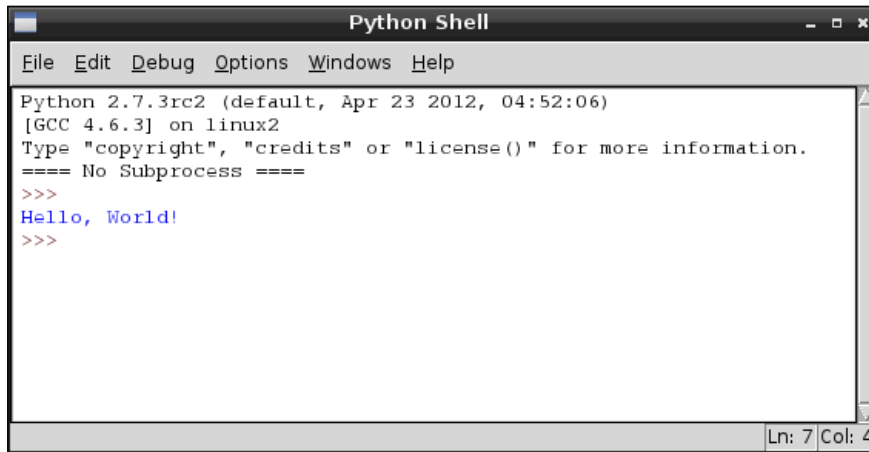 Python Shell
File Edit Debug Options Windows Help
Python 2.7.3rc2 (default, Apr 23 2012, 04:52:06)
[GCC 4.6.3] on linux2
Type "copyright", "credits" or "license()" for more information.
==== No Subprocess ====
>>>
Hello, World!
>>>
Ln: 7 Col: 4